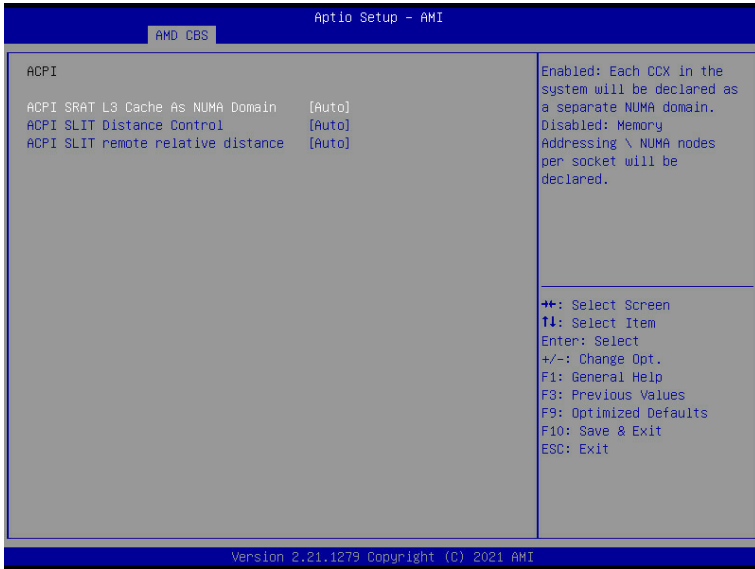 Aptio Setup – AMI
AMD CBS
ACPI
ACPI SRAT L3 Cache As NUMA Domain [Auto]
ACPI SLIT Distance Control [Auto]
ACPI SLIT remote relative distance [Auto]
Enabled: Each CCX in the
system will be declared as
a separate NUMA domain.
Disabled: Memory
Addressing \ NUMA nodes
per socket will be
declared.
→←: Select Screen
↑↓: Select Item
Enter: Select
+/-: Change Opt.
F1: General Help
F3: Previous Values
F9: Optimized Defaults
F10: Save & Exit
ESC: Exit
Version 2.21.1279 Copyright (C) 2021 AMI